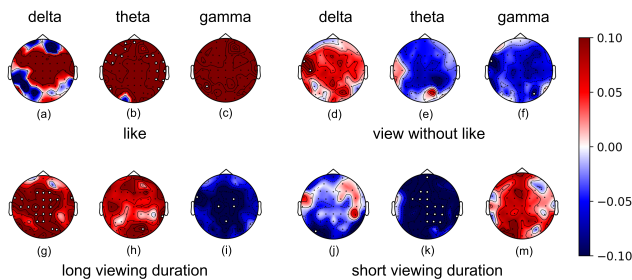 delta theta gamma delta theta gamma
(a) (b) (c) (d) (e) (f)
like view without like
(g) (h) (i) (j) (k) (m)
long viewing duration short viewing duration
0.10
0.05
0.00
−0.05
−0.10